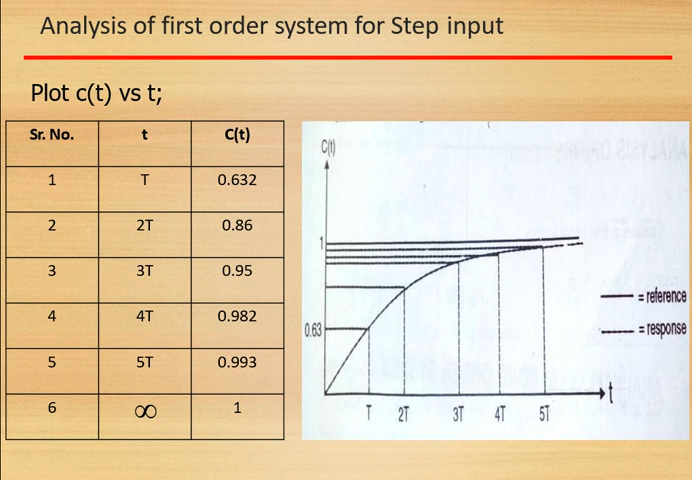 Analysis of first order system for Step input
Plot c(t) vs t;
Sr. No. t C(t)
1 T 0.632
2 2T 0.86
3 3T 0.95
4 4T 0.982
5 5T 0.993
6 ∞ 1
C(t)
1
0.63
= reference
= response
t
T 2T 3T 4T 5T